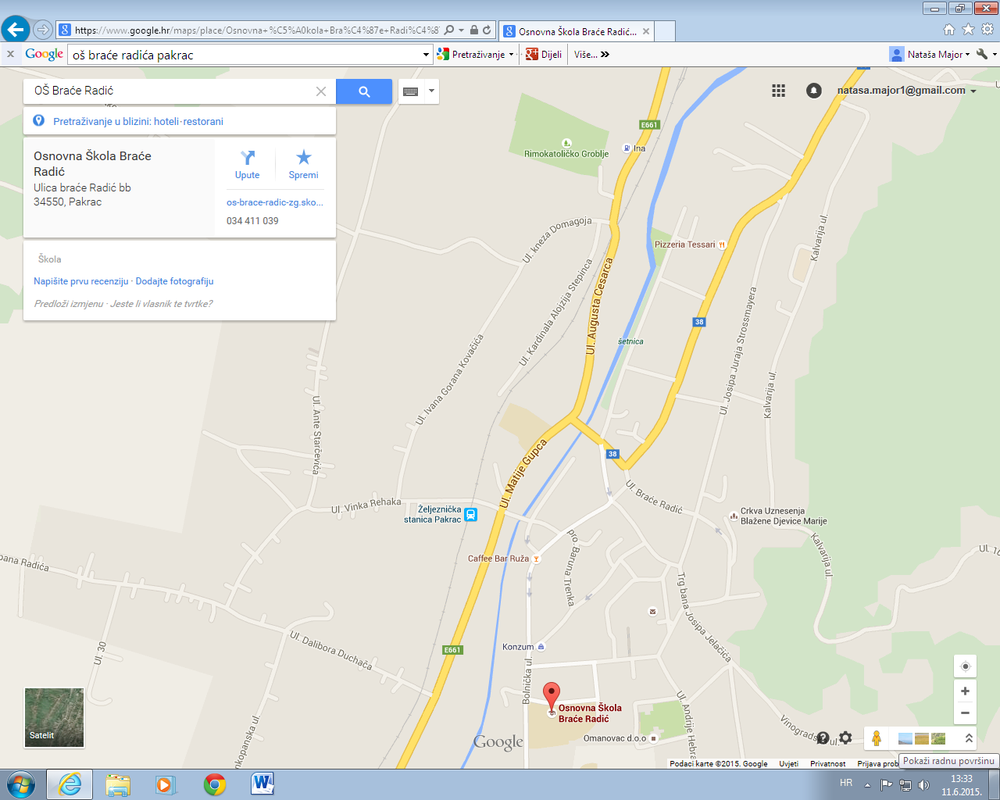 https://www.google.hr/maps/place/Osnovna+%C5%A0kola+Bra%C4%87e+Radi%C4%8
Osnovna Škola Braće Radić...
x Google oš braće radića pakrac Pretraživanje Dijeli Više... Nataša Major
OŠ Braće Radić
natasa.major1@gmail.com
Pretraživanje u blizini: hoteli·restorani
Osnovna Škola Braće
Radić
Ulica braće Radić bb
34550, Pakrac
Upute
Spremi
os-brace-radic-zg.sko...
034 411 039
Škola
Napišite prvu recenziju · Dodajte fotografiju
Predloži izmjenu · Jeste li vlasnik te tvrtke?
E661
Rimokatoličko Groblje
Ina
Ul. kneza Domagoja
Kalvarija ul.
Pizzeria Tessari
Ul. Kardinala Alojzija Stepinca
Ul. Augusta Cesarca
38
Ul. Josipa Juraja Strossmayera
šetnica
Ul. Ivana Gorana Kovačića
Kalvarija ul.
Ul. Ante Starčevića
38
Ul. Matije Gupca
Ul. Braće Radić
Ul. Vinka Rehaka
Željeznička
stanica Pakrac
Crkva Uznesenja
Blažene Djevice Marije
Kalvarija ul.
Ul. 16
pana Radića
Caffee Bar Ruža
pro. Baruna Trenka
Trg bana Josipa Jelačića
Ul. 30
Ul. Dalibora Duchača
E661
Konzum
Bolnička ul.
Osnovna Škola
Braće Radić
Ul. Andrije Hebra
Vinogradsk
ul.
nkopanska ul.
Omanovac d.o.o
Satelit
Google
Podaci karte ©2015. Google Uvjeti Privatnost Prijava prob
Pokaži radnu površinu
HR
13:33
11.6.2015.